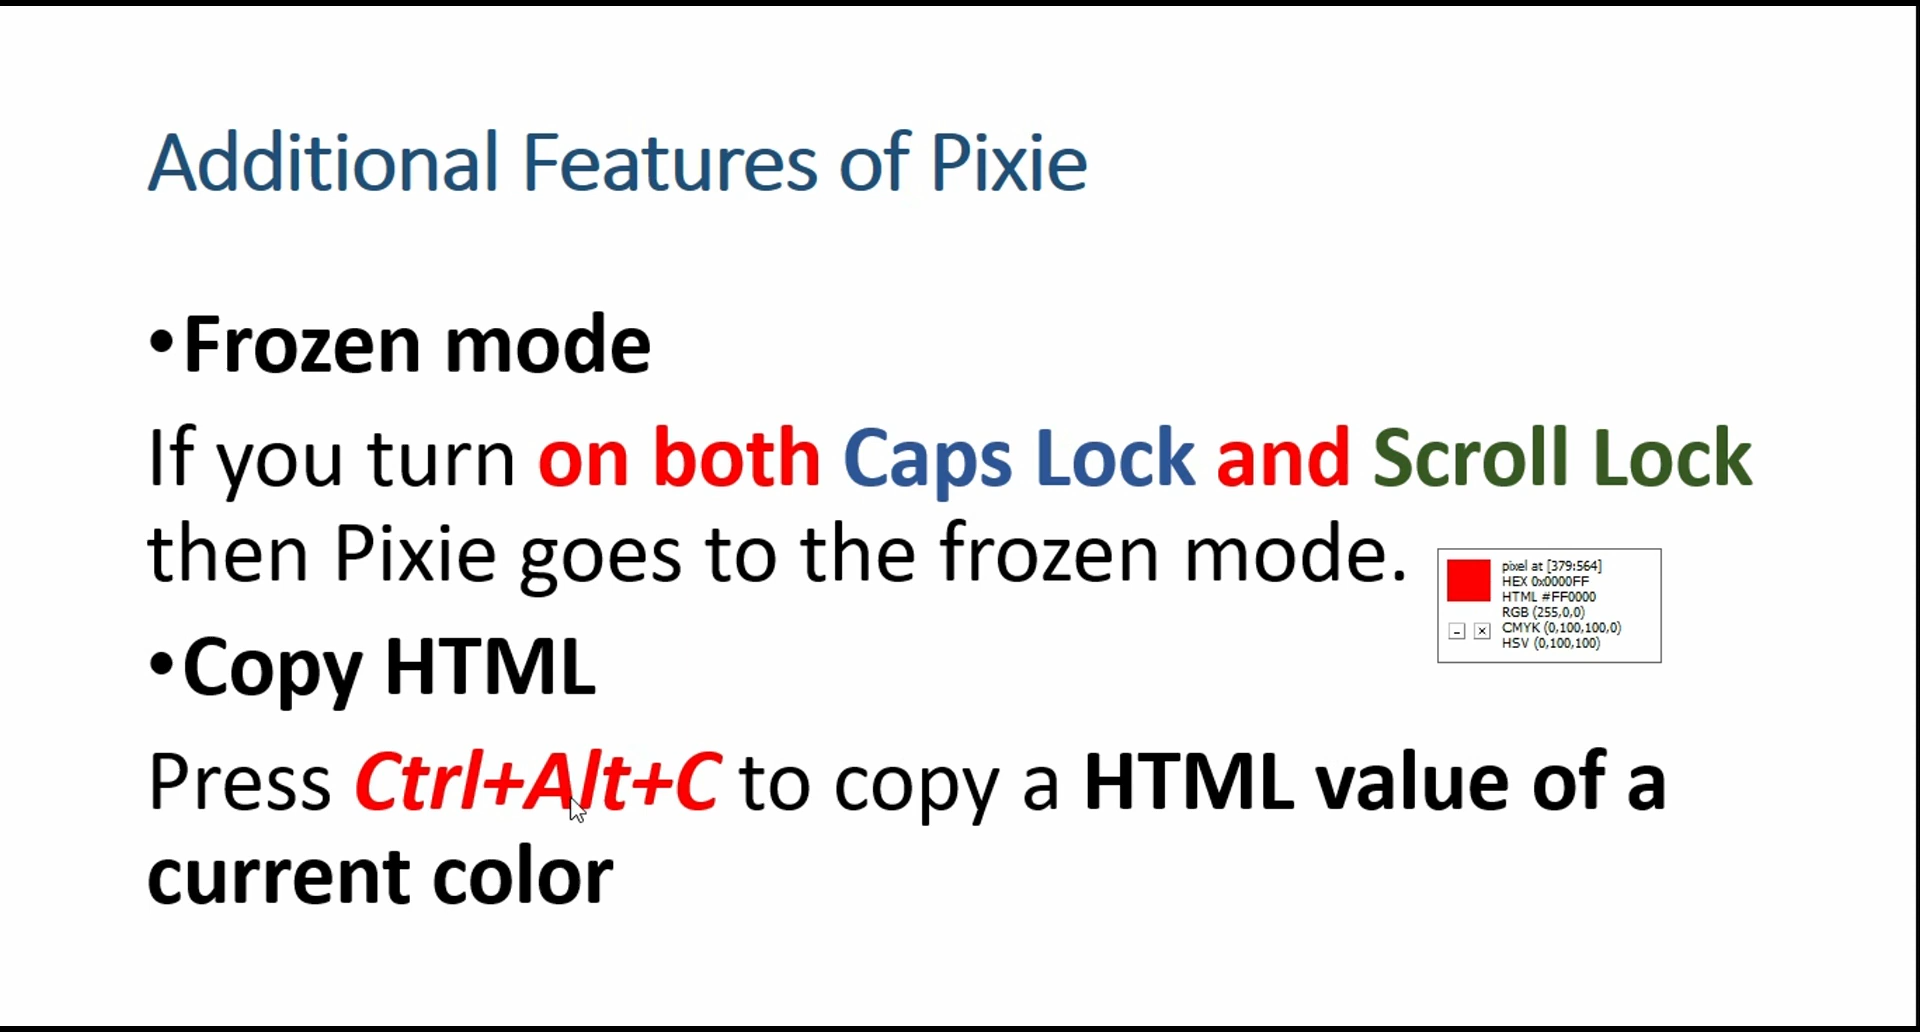 Additional Features of Pixie
•Frozen mode
If you turn on both Caps Lock and Scroll Lock
then Pixie goes to the frozen mode.
pixel at [379:564]
HEX 0x0000FF
HTML #FF0000
RGB (255,0,0)
CMYK (0,100,100,0)
HSV (0,100,100)
•Copy HTML
Press Ctrl+Alt+C to copy a HTML value of a
current color